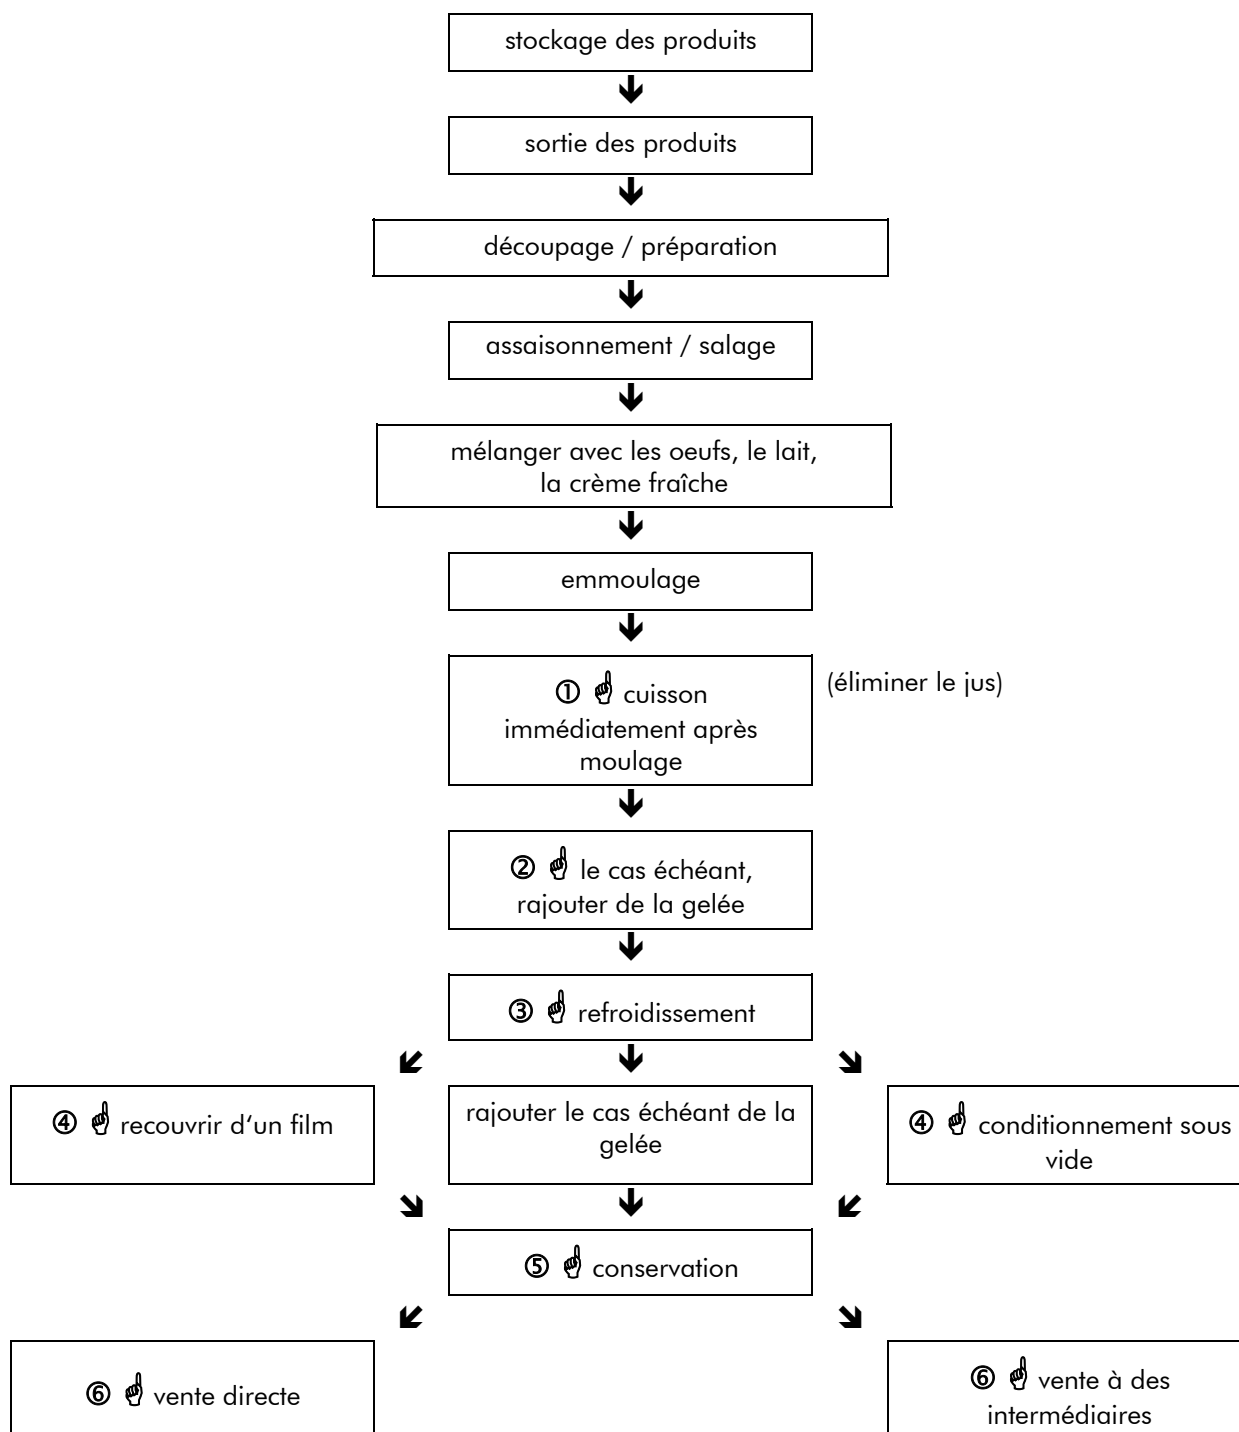 stockage des produits
sortie des produits
découpage / préparation
assaisonnement / salage
mélanger avec les oeufs, le lait,
la crème fraîche
emmoulage
① ☝ cuisson
immédiatement après
moulage
(éliminer le jus)
② ☝ le cas échéant,
rajouter de la gelée
③ ☝ refroidissement
④ ☝ recouvrir d‘un film
rajouter le cas échéant de la
gelée
④ ☝ conditionnement sous
vide
⑤ ☝ conservation
⑥ ☝ vente directe
⑥ ☝ vente à des
intermédiaires